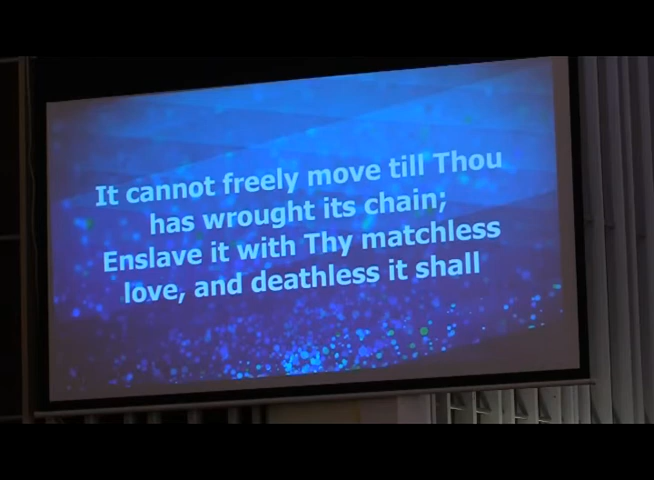 It cannot freely move till Thou
has wrought its chain;
Enslave it with Thy matchless
love, and deathless it shall